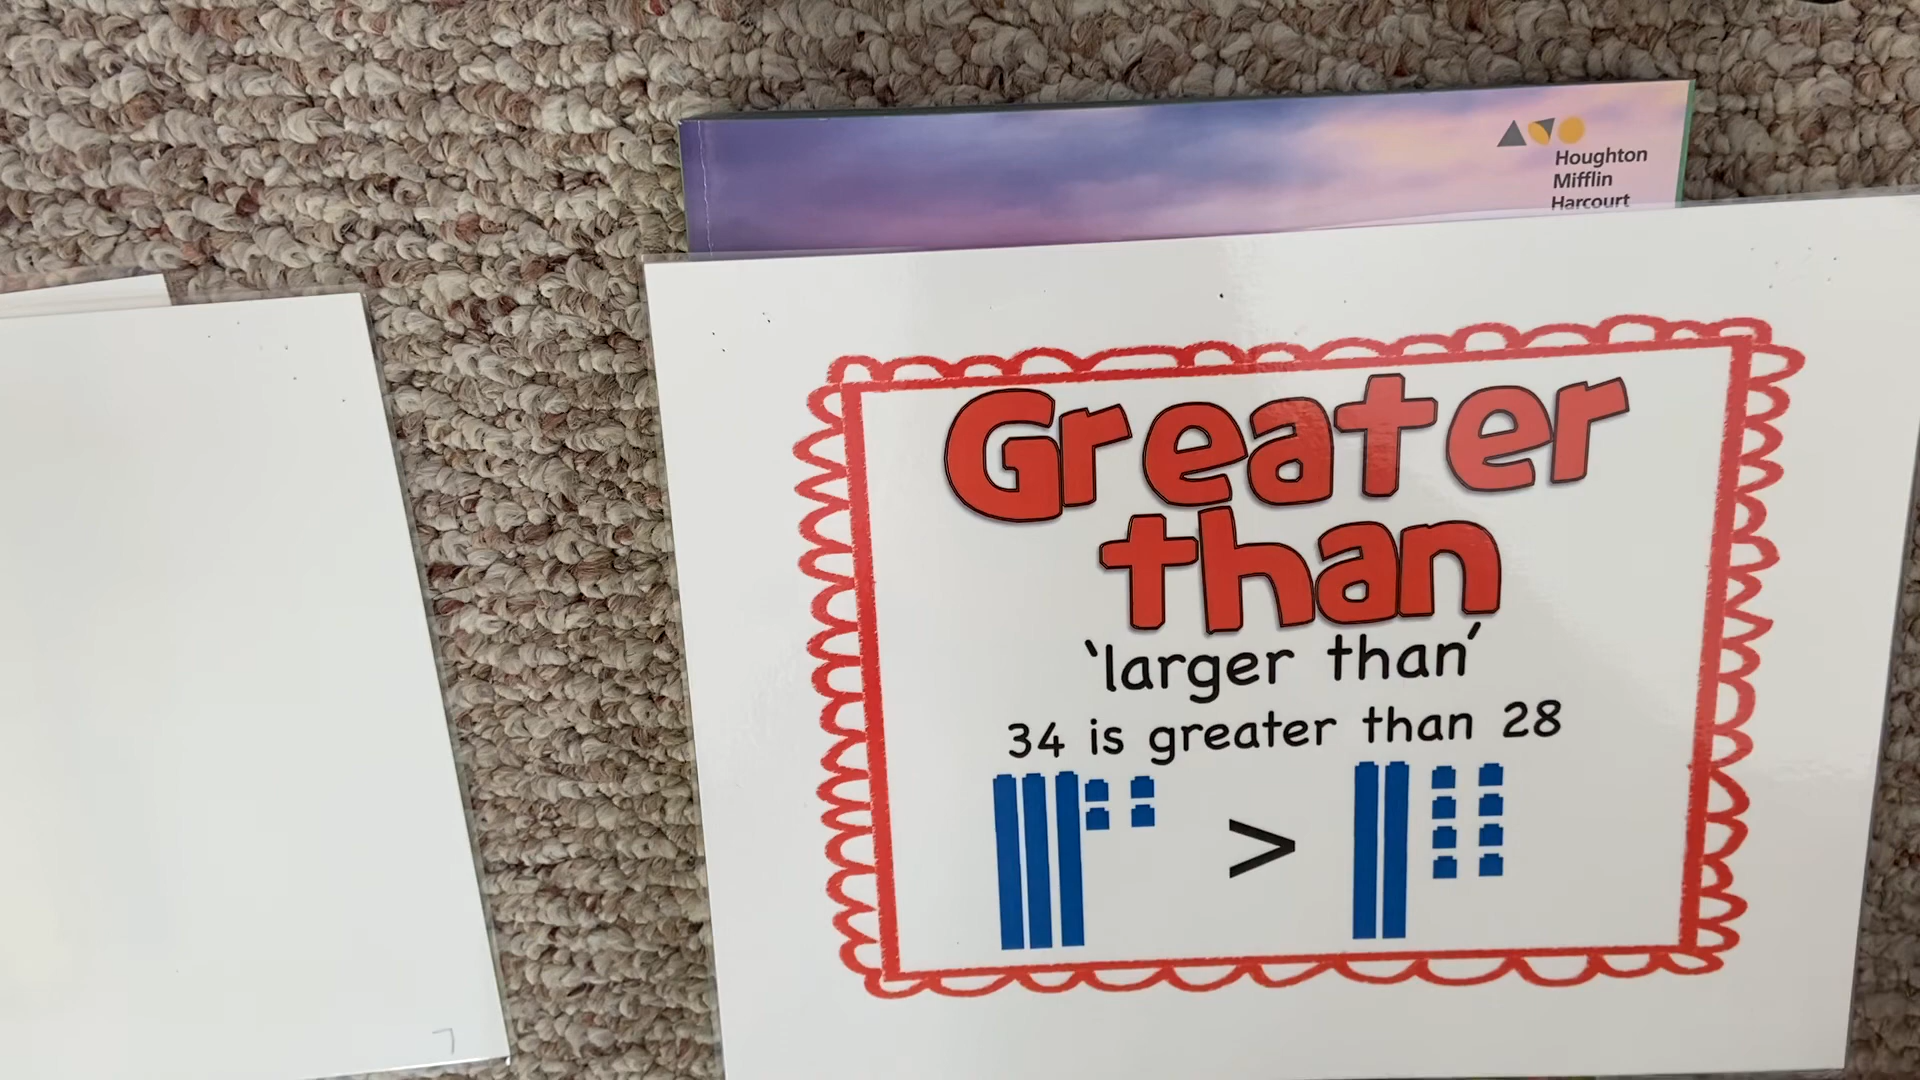 Houghton
Mifflin
Harcourt
Greater
than
‘larger than’
34 is greater than 28
>